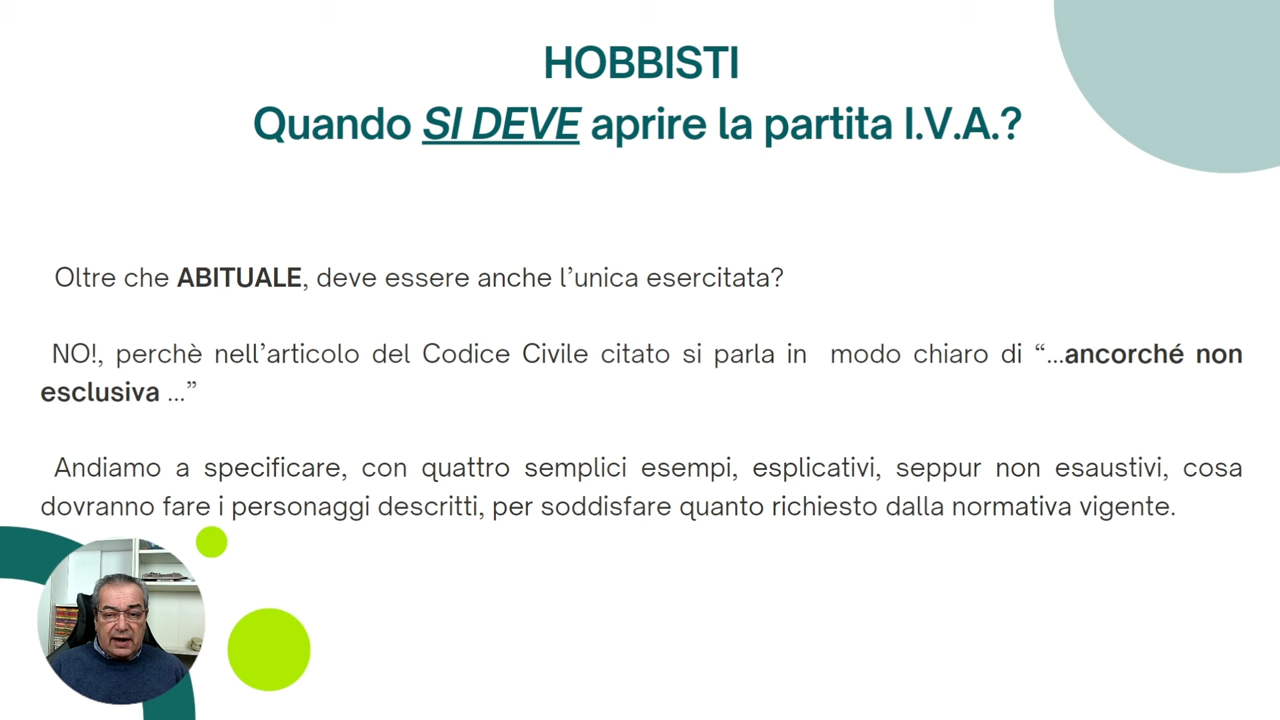 HOBBISTI
Quando SI DEVE aprire la partita I.V.A.?
Oltre che ABITUALE, deve essere anche l’unica esercitata?
NO!, perchè nell’articolo del Codice Civile citato si parla in modo chiaro di “...ancorché non
esclusiva ...”
Andiamo a specificare, con quattro semplici esempi, esplicativi, seppur non esaustivi, cosa
dovranno fare i personaggi descritti, per soddisfare quanto richiesto dalla normativa vigente.